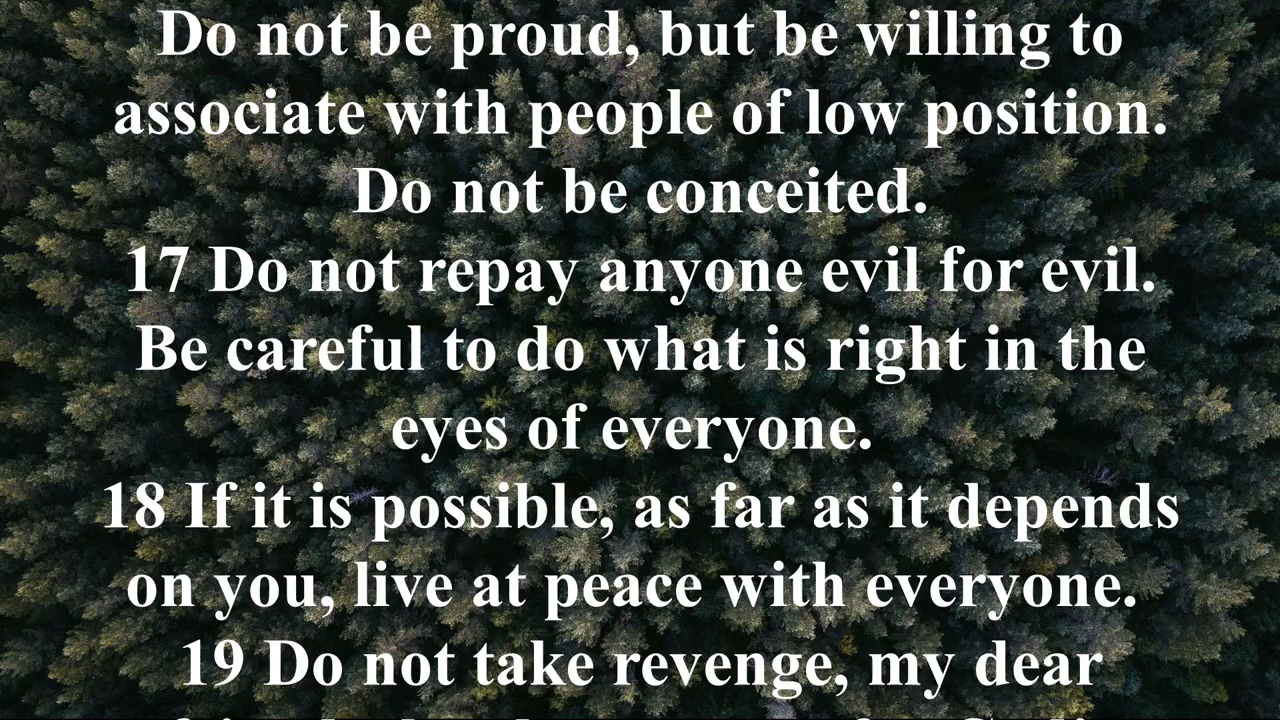 Do not be proud, but be willing to
associate with people of low position.
Do not be conceited.
17 Do not repay anyone evil for evil.
Be careful to do what is right in the
eyes of everyone.
18 If it is possible, as far as it depends
on you, live at peace with everyone.
19 Do not take revenge, my dear